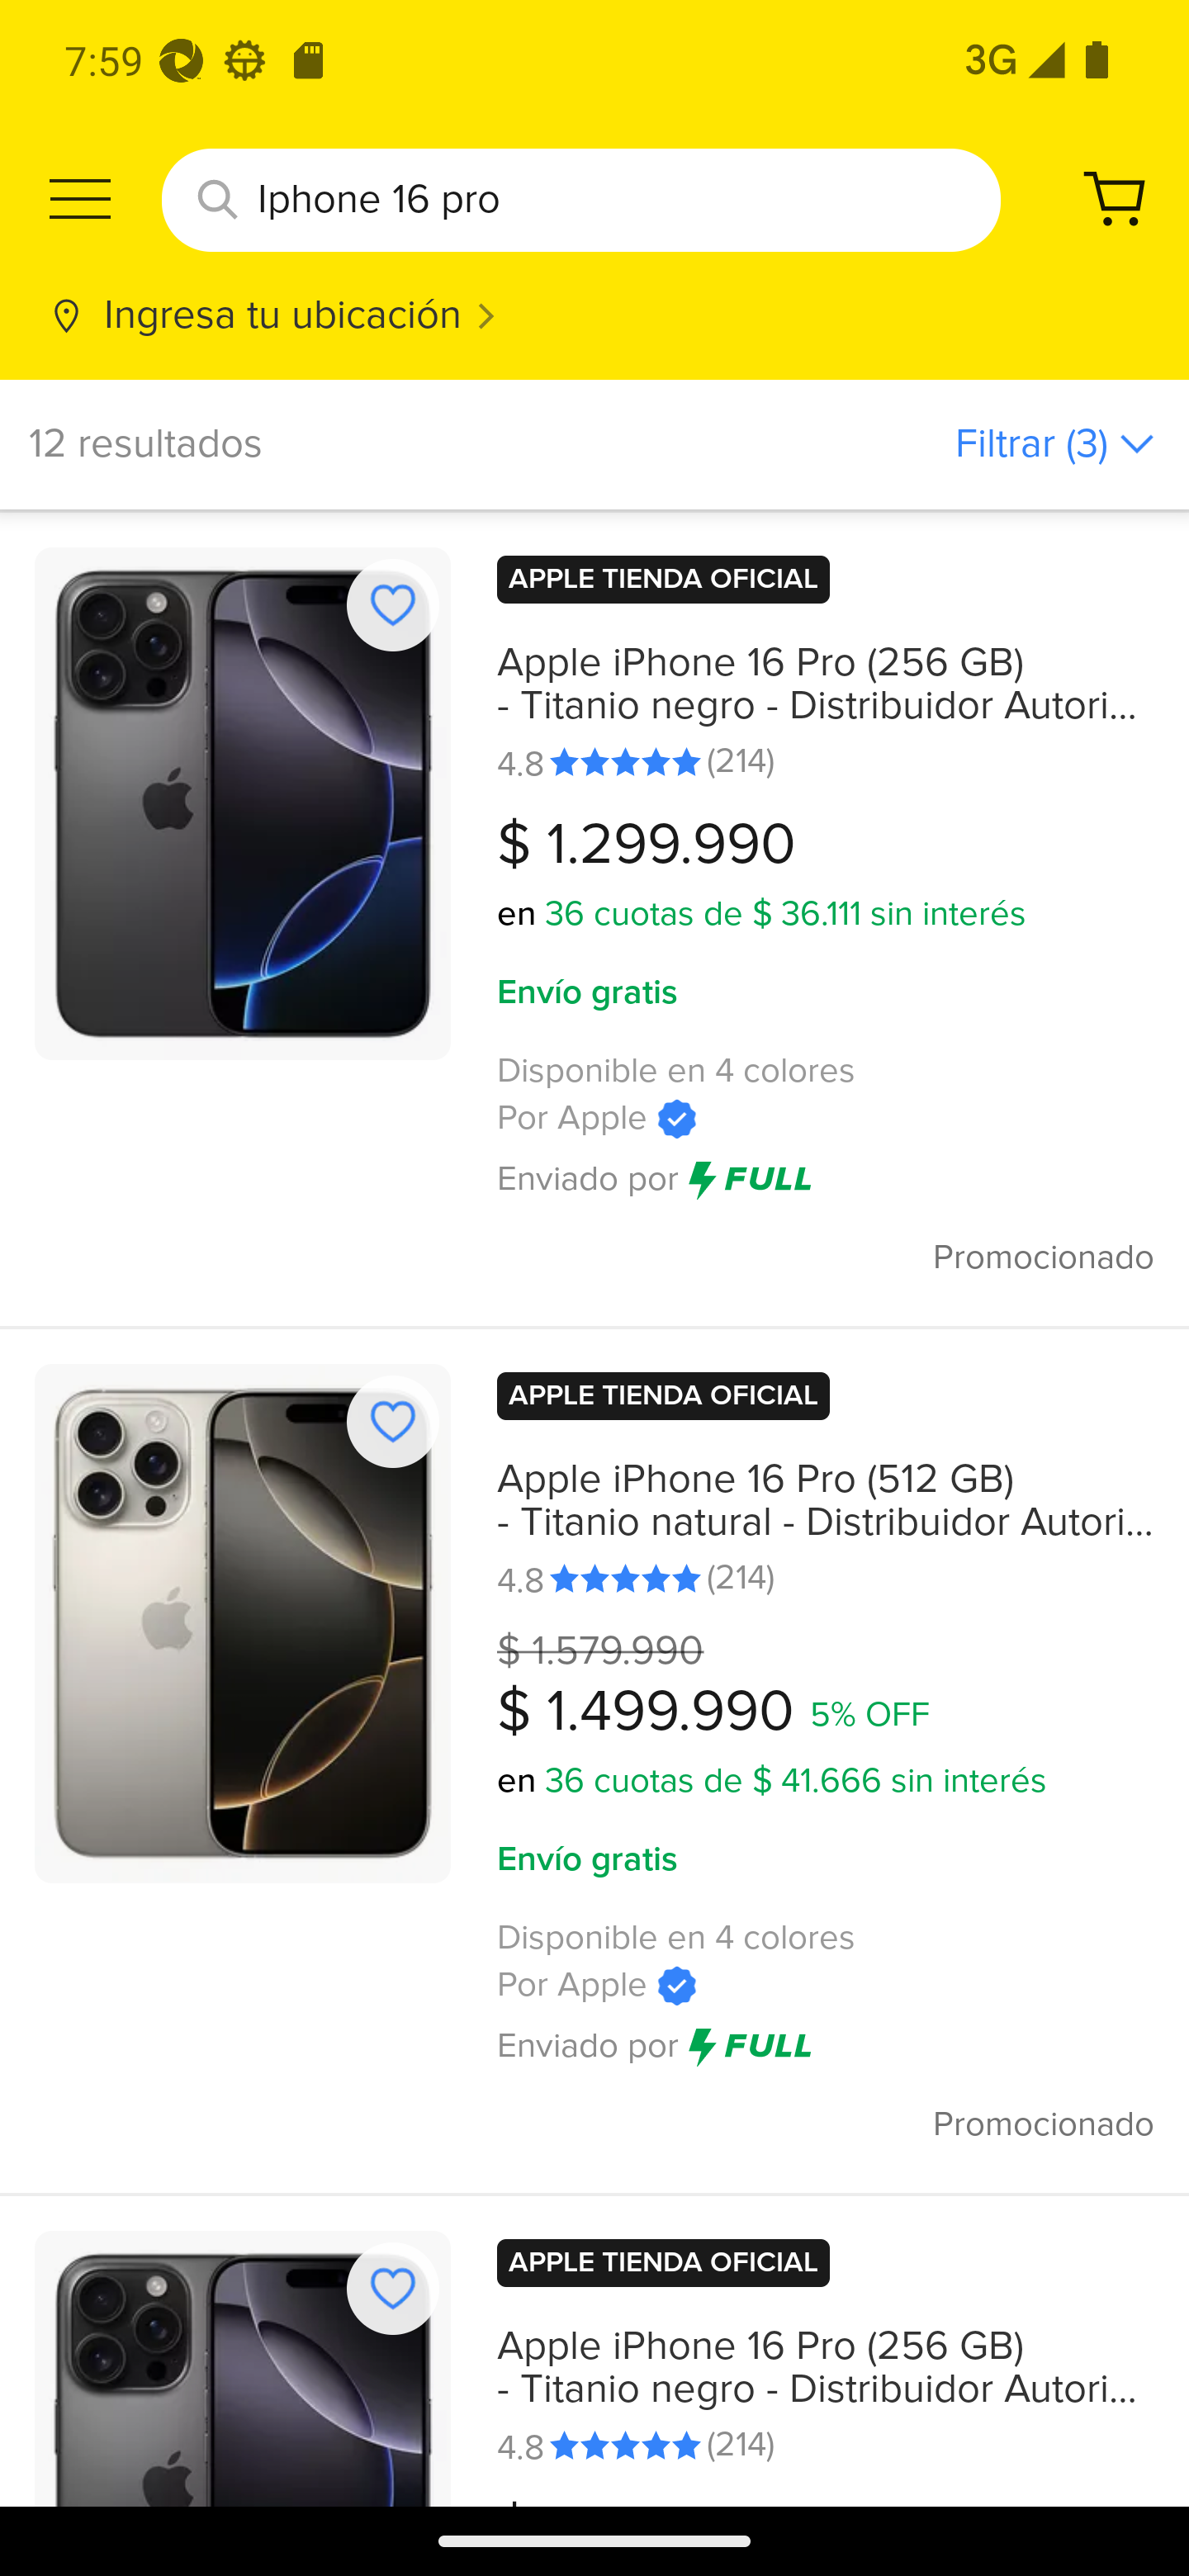 7:59
3G
Iphone 16 pro
Ingresa tu ubicación
12 resultados
Filtrar (3)
APPLE TIENDA OFICIAL
Apple iPhone 16 Pro (256 GB)
- Titanio negro - Distribuidor Autori...
4.8 (214)
$ 1.299.990
en 36 cuotas de $ 36.111 sin interés
Envío gratis
Disponible en 4 colores
Por Apple
Enviado por FULL
Promocionado
APPLE TIENDA OFICIAL
Apple iPhone 16 Pro (512 GB)
- Titanio natural - Distribuidor Autori...
4.8 (214)
$ 1.579.990
$ 1.499.990 5% OFF
en 36 cuotas de $ 41.666 sin interés
Envío gratis
Disponible en 4 colores
Por Apple
Enviado por FULL
Promocionado
APPLE TIENDA OFICIAL
Apple iPhone 16 Pro (256 GB)
- Titanio negro - Distribuidor Autori...
4.8 (214)